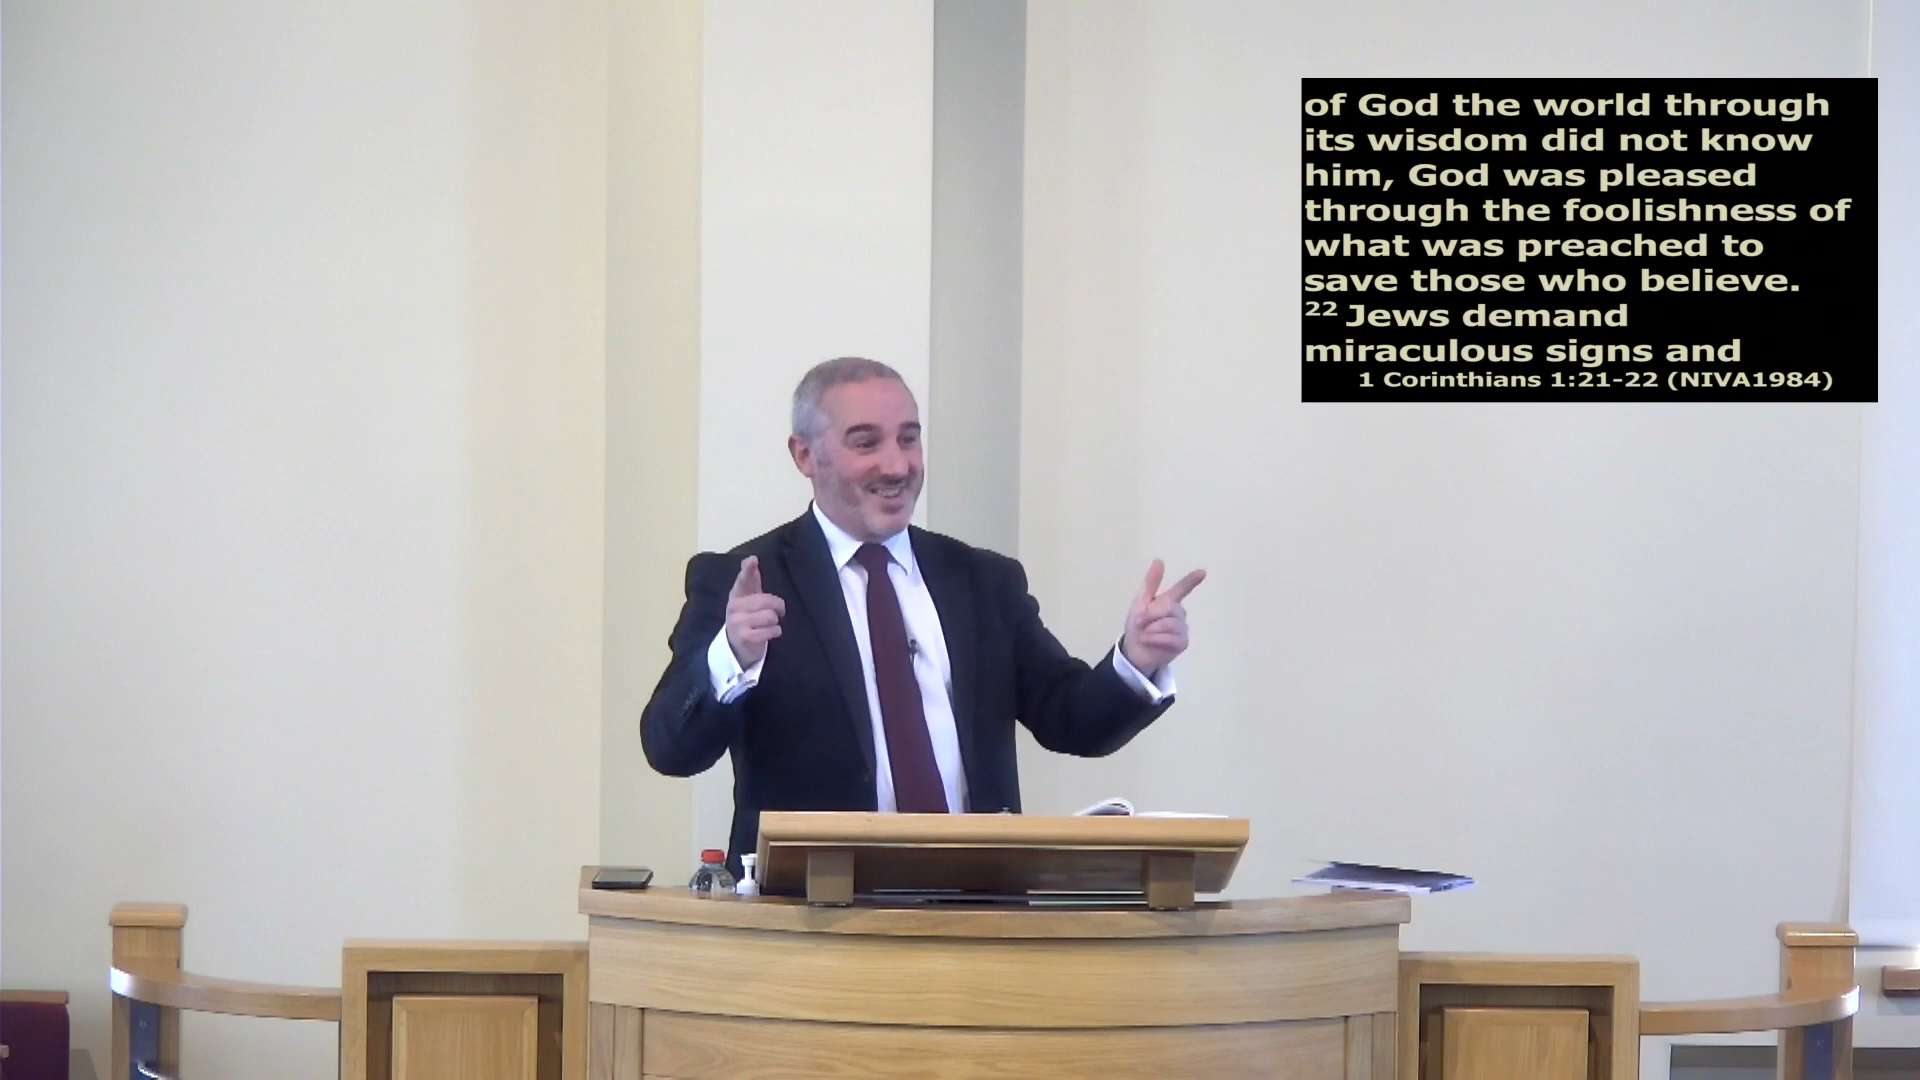 of God the world through
its wisdom did not know
him, God was pleased
through the foolishness of
what was preached to
save those who believe.
22 Jews demand
miraculous signs and
1 Corinthians 1:21-22 (NIVA1984)